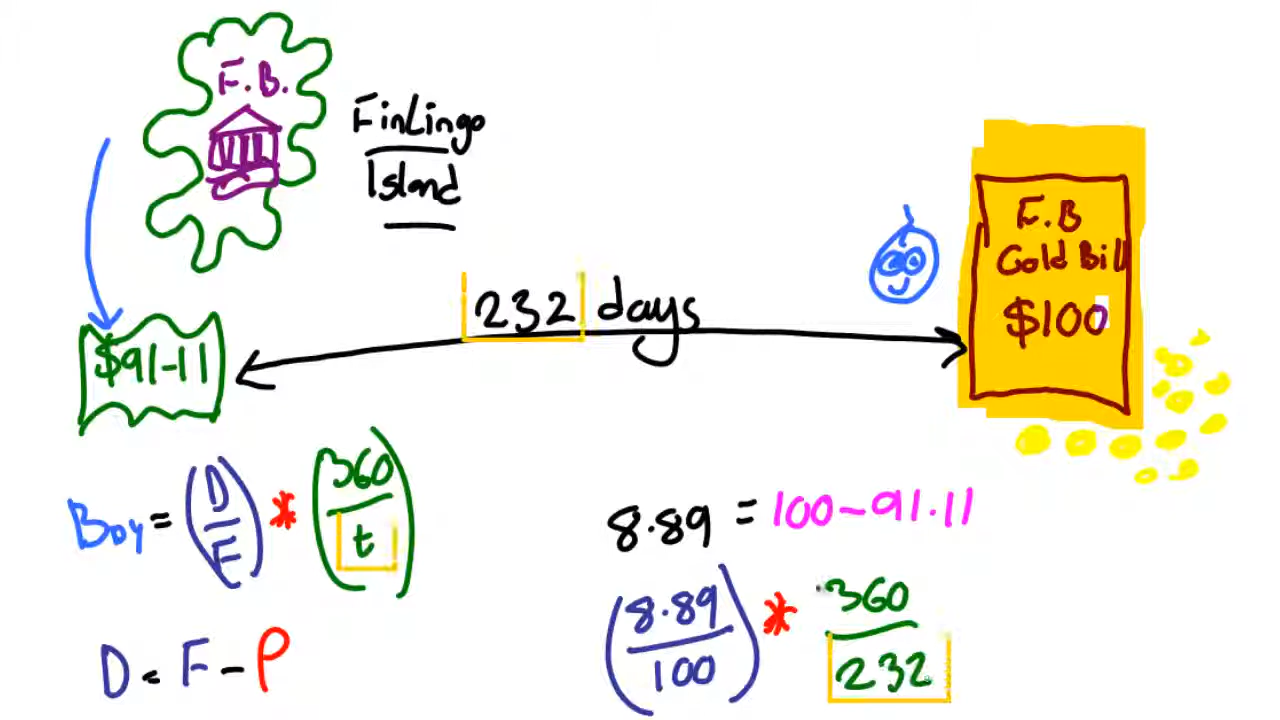 F.B.
FinLingo
Island
F.B
Gold Bill
$100
232 days
$91-11
BDY = (D/F) * (360/t)
8.89 = 100-91.11
(8.89/100) * 360/232
D = F - P